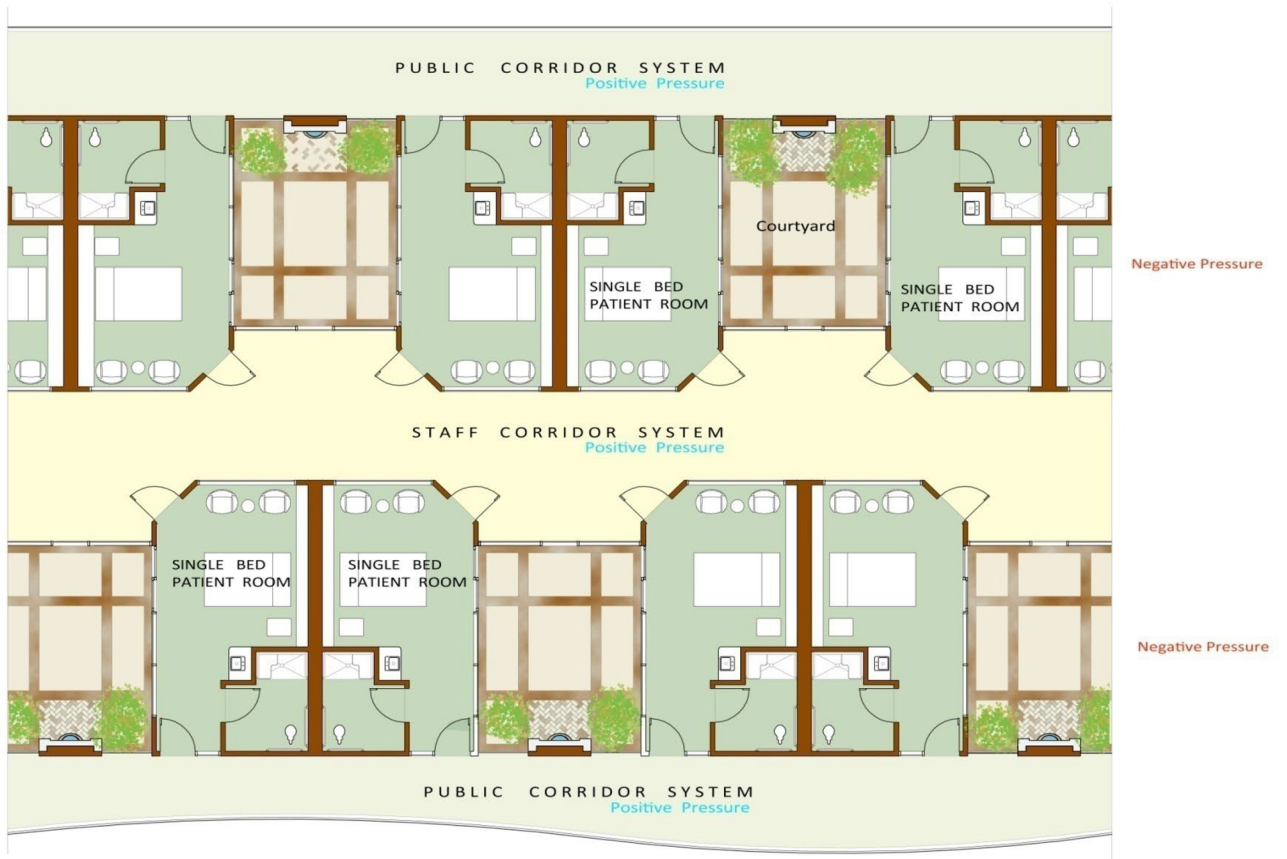 PUBLIC CORRIDOR SYSTEM
Positive Pressure
Courtyard
Negative Pressure
SINGLE BED
PATIENT ROOM
SINGLE BED
PATIENT ROOM
STAFF CORRIDOR SYSTEM
Positive Pressure
SINGLE BED
PATIENT ROOM
SINGLE BED
PATIENT ROOM
Negative Pressure
PUBLIC CORRIDOR SYSTEM
Positive Pressure